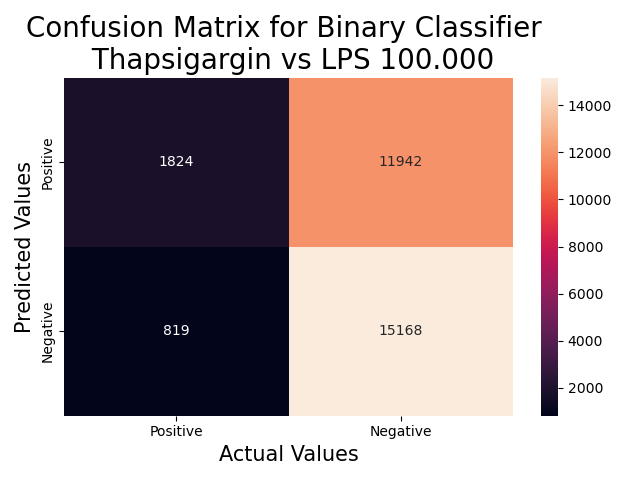 Confusion Matrix for Binary Classifier
Thapsigargin vs LPS 100.000
Predicted Values
Positive
Negative
1824
11942
819
15168
Positive
Negative
Actual Values
14000
12000
10000
8000
6000
4000
2000